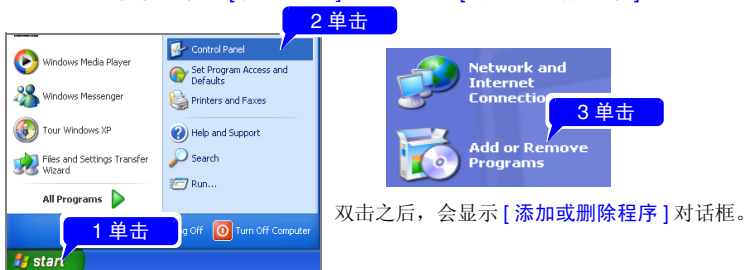 2 单击
Control Panel
Windows Media Player
Set Program Access and
Defaults
Windows Messenger
Printers and Faxes
Tour Windows XP
Help and Support
Files and Settings Transfer
Wizard
Search
Run...
All Programs
1 单击
g Off
Turn Off Computer
start
Network and
Internet
Connectio
3 单击
Add or Remove
Programs
双击之后，会显示 [ 添加或删除程序 ] 对话框。